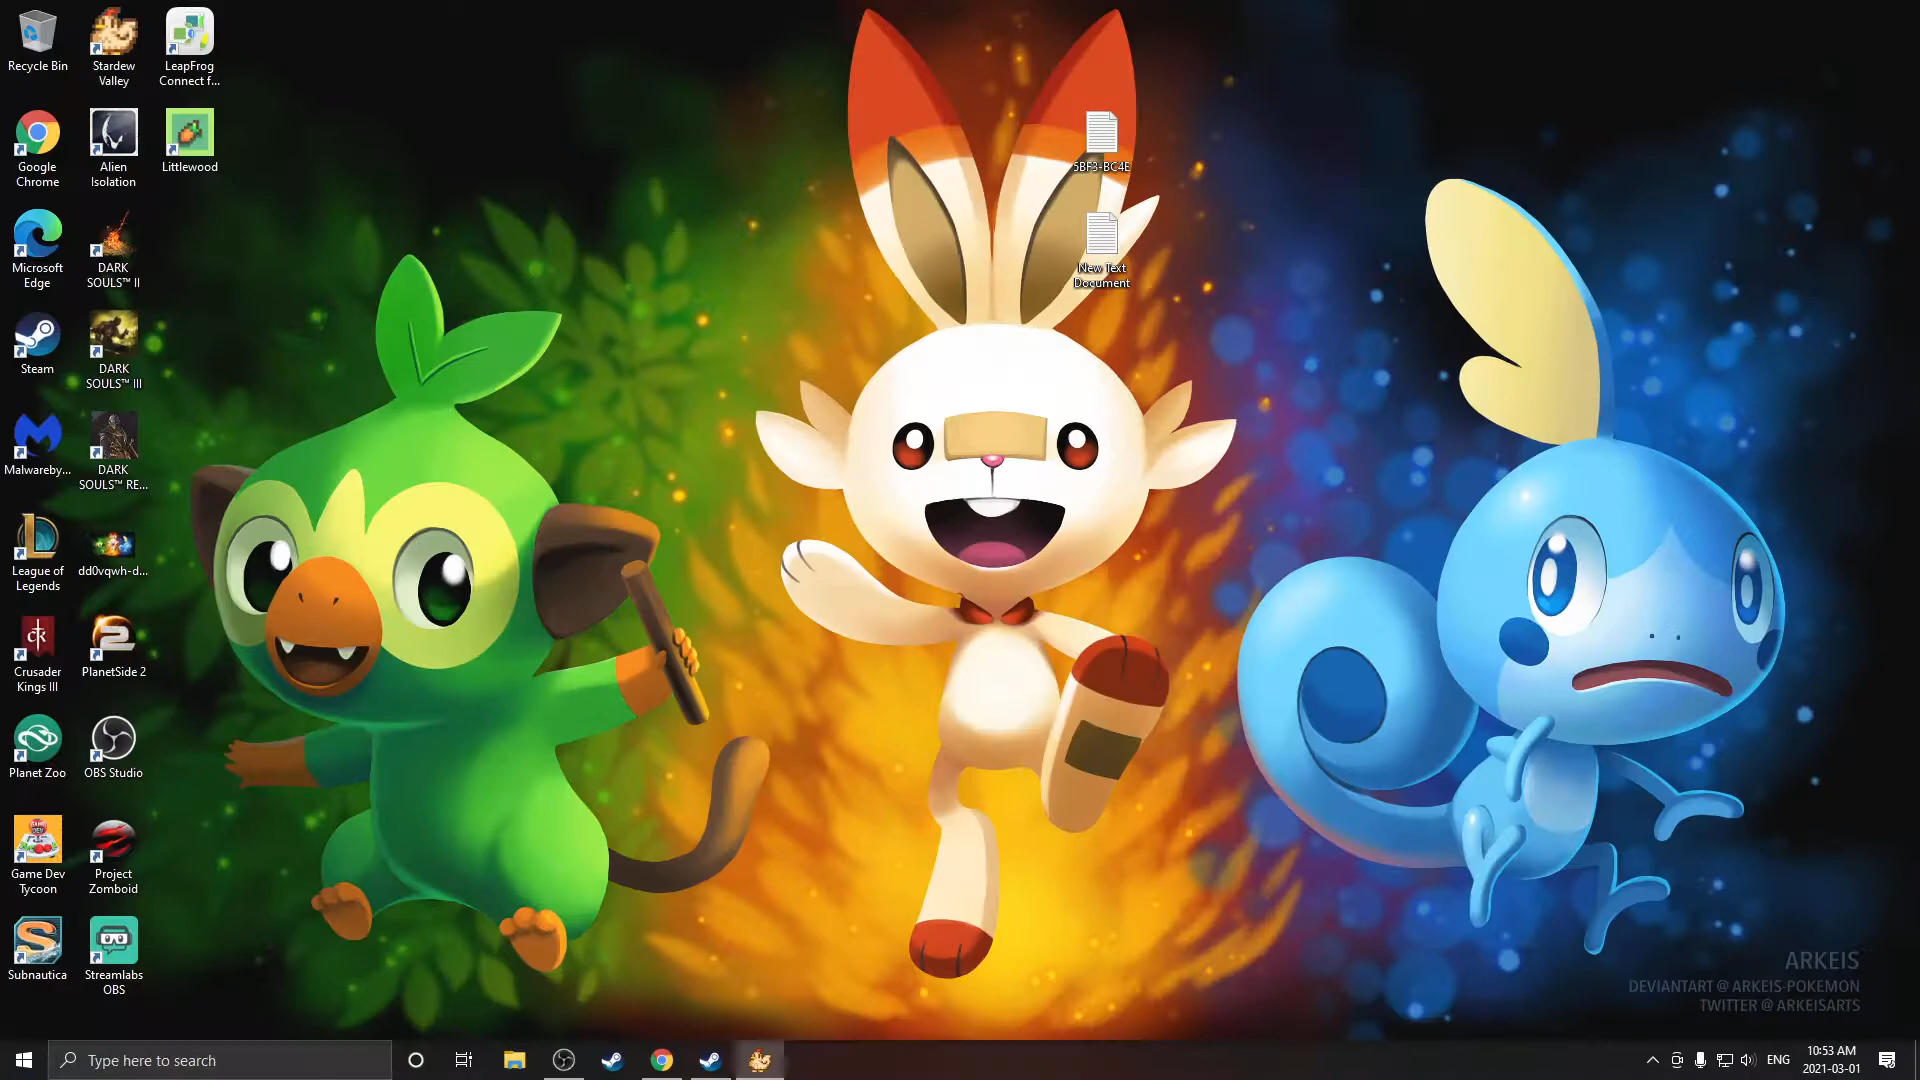 Recycle Bin
Stardew
Valley
LeapFrog
Connect f...
Google
Chrome
Alien
Isolation
Littlewood
5BF3-BC4E
Microsoft
Edge
DARK
SOULS™ II
New Text
Document
Steam
DARK
SOULS™ III
Malwareby...
DARK
SOULS™ RE...
League of
Legends
dd0vqwh-d...
Crusader
Kings III
PlanetSide 2
Planet Zoo
OBS Studio
Game Dev
Tycoon
Project
Zomboid
Subnautica
Streamlabs
OBS
ARKEIS
DEVIANTART @ ARKEIS-POKEMON
TWITTER @ ARKEISARTS
Type here to search
ENG
10:53 AM
2021-03-01